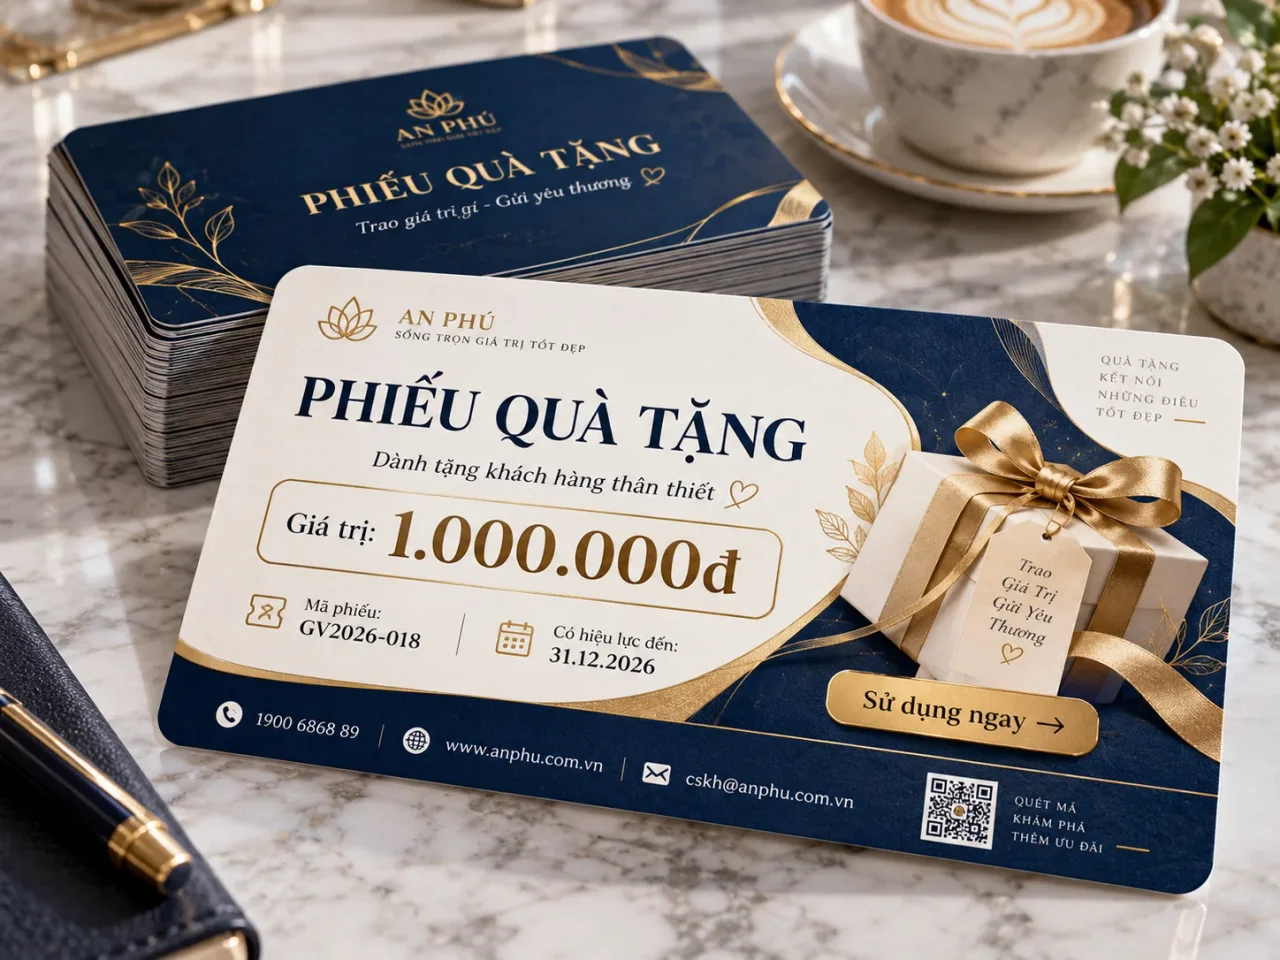 AN PHÚ
PHIẾU QUÀ TẶNG
Trao giá trị gí - Gửi yêu thương
AN PHÚ
SỐNG TRỌN GIÁ TRỊ TỐT ĐẸP
PHIẾU QUÀ TẶNG
Dành tặng khách hàng thân thiết
Giá trị: 1.000.000đ
Mã phiếu:
GV2026-018
Có hiệu lực đến:
31.12.2026
QUÀ TẶNG
KẾT NỐI
NHỮNG ĐIỀU
TỐT ĐẸP
Trao
Giá Trị
Gửi Yêu
Thương
Sử dụng ngay
1900 6868 89
www.anphu.com.vn
cskh@anphu.com.vn
QUÉT MÃ
KHÁM PHÁ
THÊM ƯU ĐÃI